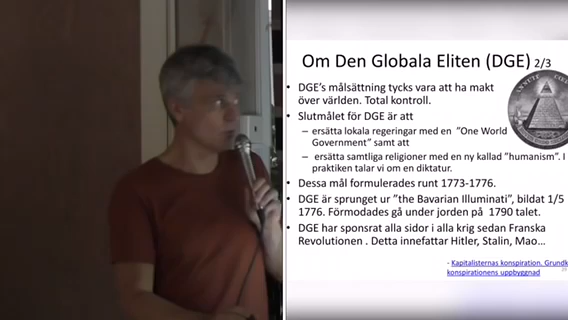 Om Den Globala Eliten (DGE) 2/3
• DGE's målsättning tycks vara att ha makt
över världen. Total kontroll.
• Slutmålet för DGE är att
– ersätta lokala regeringar med en "One World
Government" samt att
– ersätta samtliga religioner med en ny kallad "humanism". I
praktiken talar vi om en diktatur.
• Dessa mål formulerades runt 1773-1776.
• DGE är sprunget ur "the Bavarian Illuminati", bildat 1/5
1776. Förmodades gå under jorden på 1790 talet.
• DGE har sponsrat alla sidor i alla krig sedan Franska
Revolutionen . Detta innefattar Hitler, Stalin, Mao…
- Kapitalisternas konspiration. Grundk
konspirationens uppbyggnad